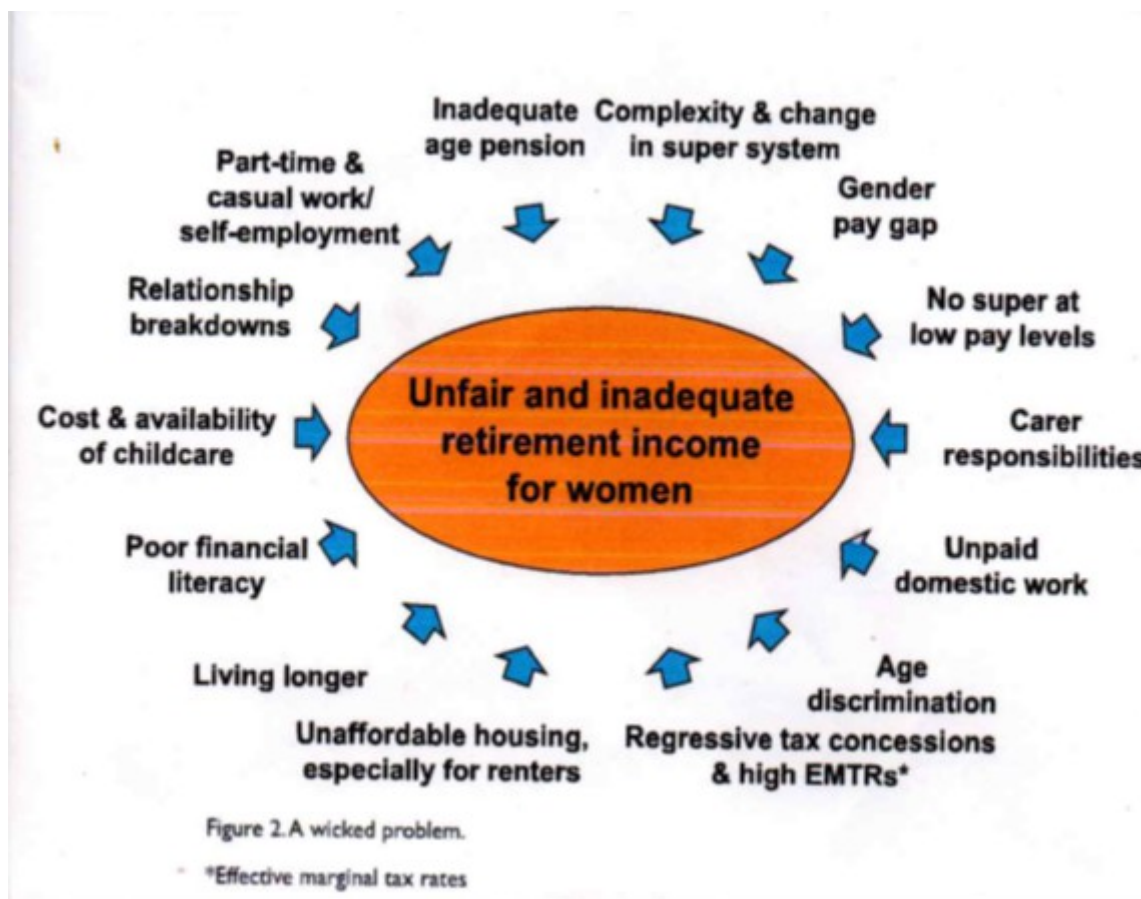 Inadequate
age pension
Complexity & change
in super system
Part-time &
casual work/
self-employment
Gender
pay gap
Relationship
breakdowns
No super at
low pay levels
Unfair and inadequate
retirement income
for women
Cost & availability
of childcare
Carer
responsibilities
Poor financial
literacy
Unpaid
domestic work
Living longer
Age
discrimination
Unaffordable housing,
especially for renters
Regressive tax concessions
& high EMTRs*
Figure 2. A wicked problem.
*Effective marginal tax rates